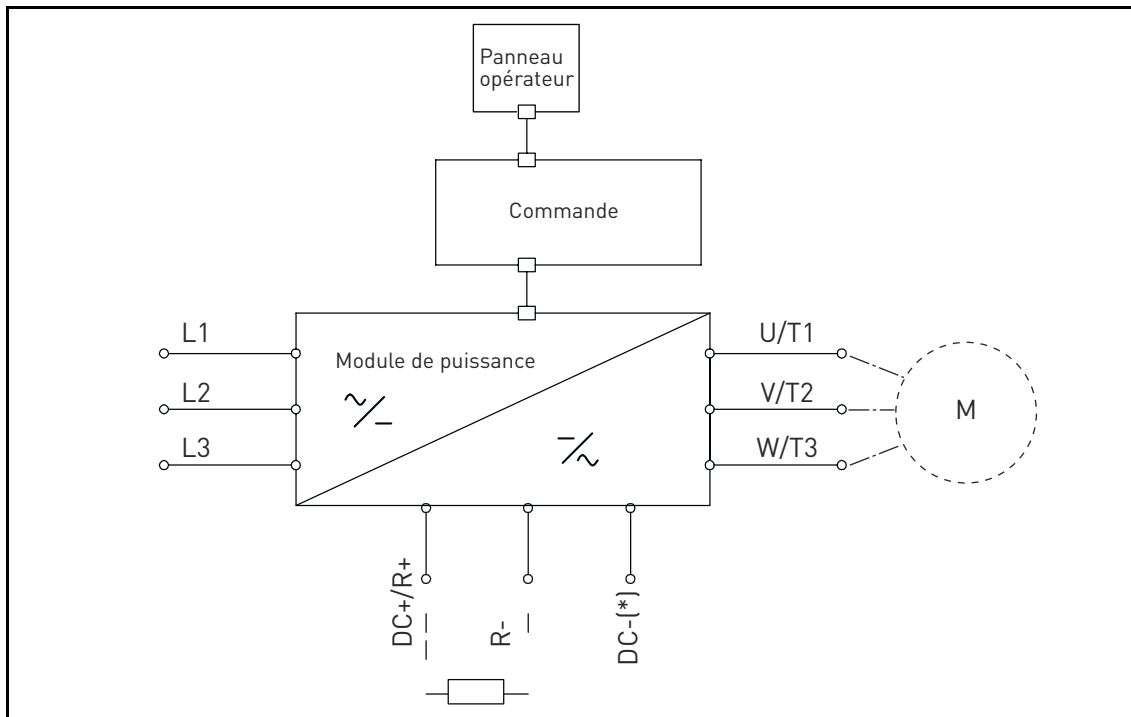 Panneau
opérateur
Commande
Module de puissance
L1
L2
L3
U/T1
V/T2
W/T3
M
DC+/R+
R-
DC-(*)